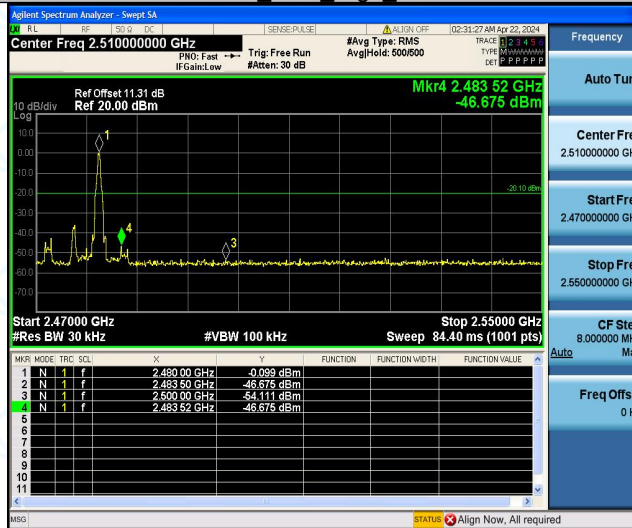 Agilent Spectrum Analyzer - Swept SA
LXI RL RF 50 Ω DC SENSE:PULSE ALIGN OFF 02:31:27 AM Apr 22, 2024
Center Freq 2.510000000 GHz #Avg Type: RMS TRACE 1 2 3 4 5 6
PNO: Fast Trig: Free Run Avg|Hold: 500/500 TYPE M
IFGain:Low #Atten: 30 dB DET P P P P P P
Mkr4 2.483 52 GHz
-46.675 dBm
Ref Offset 11.31 dB
10 dB/div Ref 20.00 dBm
Log
10.0
0.00
-10.0
-20.0
-30.0
-40.0
-50.0
-60.0
-70.0
1
4
3
-20.10 dBm
Start 2.47000 GHz Stop 2.55000 GHz
#Res BW 30 kHz #VBW 100 kHz Sweep 84.40 ms (1001 pts)
MKR MODE TRC SCL X Y FUNCTION FUNCTION WIDTH FUNCTION VALUE
1 N 1 f 2.480 00 GHz -0.099 dBm
2 N 1 f 2.483 50 GHz -46.675 dBm
3 N 1 f 2.500 00 GHz -54.111 dBm
4 N 1 f 2.483 52 GHz -46.675 dBm
5
6
7
8
9
10
11
MSG STATUS Align Now, All required
Frequency
Auto Tun
Center Fre
2.510000000 GH
Start Fre
2.470000000 GH
Stop Fre
2.550000000 GH
CF Ste
8.000000 MH
Auto Ma
Freq Offs
0 H